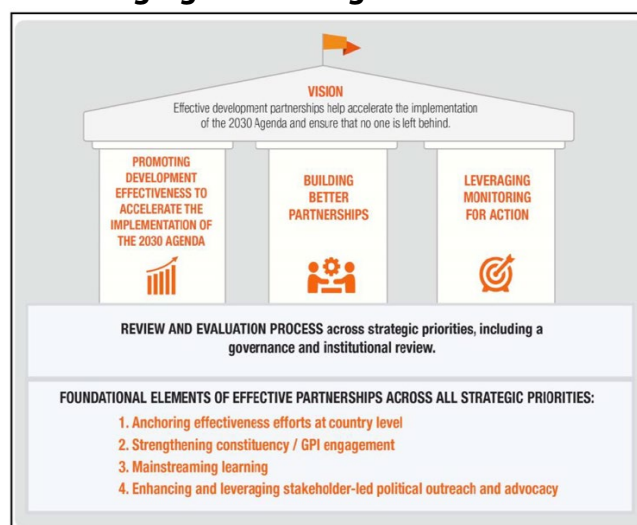 VISION
Effective development partnerships help accelerate the implementation
of the 2030 Agenda and ensure that no one is left behind.
PROMOTING
DEVELOPMENT
EFFECTIVENESS TO
ACCELERATE THE
IMPLEMENTATION OF
THE 2030 AGENDA
BUILDING
BETTER
PARTNERSHIPS
LEVERAGING
MONITORING
FOR ACTION
REVIEW AND EVALUATION PROCESS across strategic priorities, including a
governance and institutional review.
FOUNDATIONAL ELEMENTS OF EFFECTIVE PARTNERSHIPS ACROSS ALL STRATEGIC PRIORITIES:
1. Anchoring effectiveness efforts at country level
2. Strengthening constituency / GPI engagement
3. Mainstreaming learning
4. Enhancing and leveraging stakeholder-led political outreach and advocacy